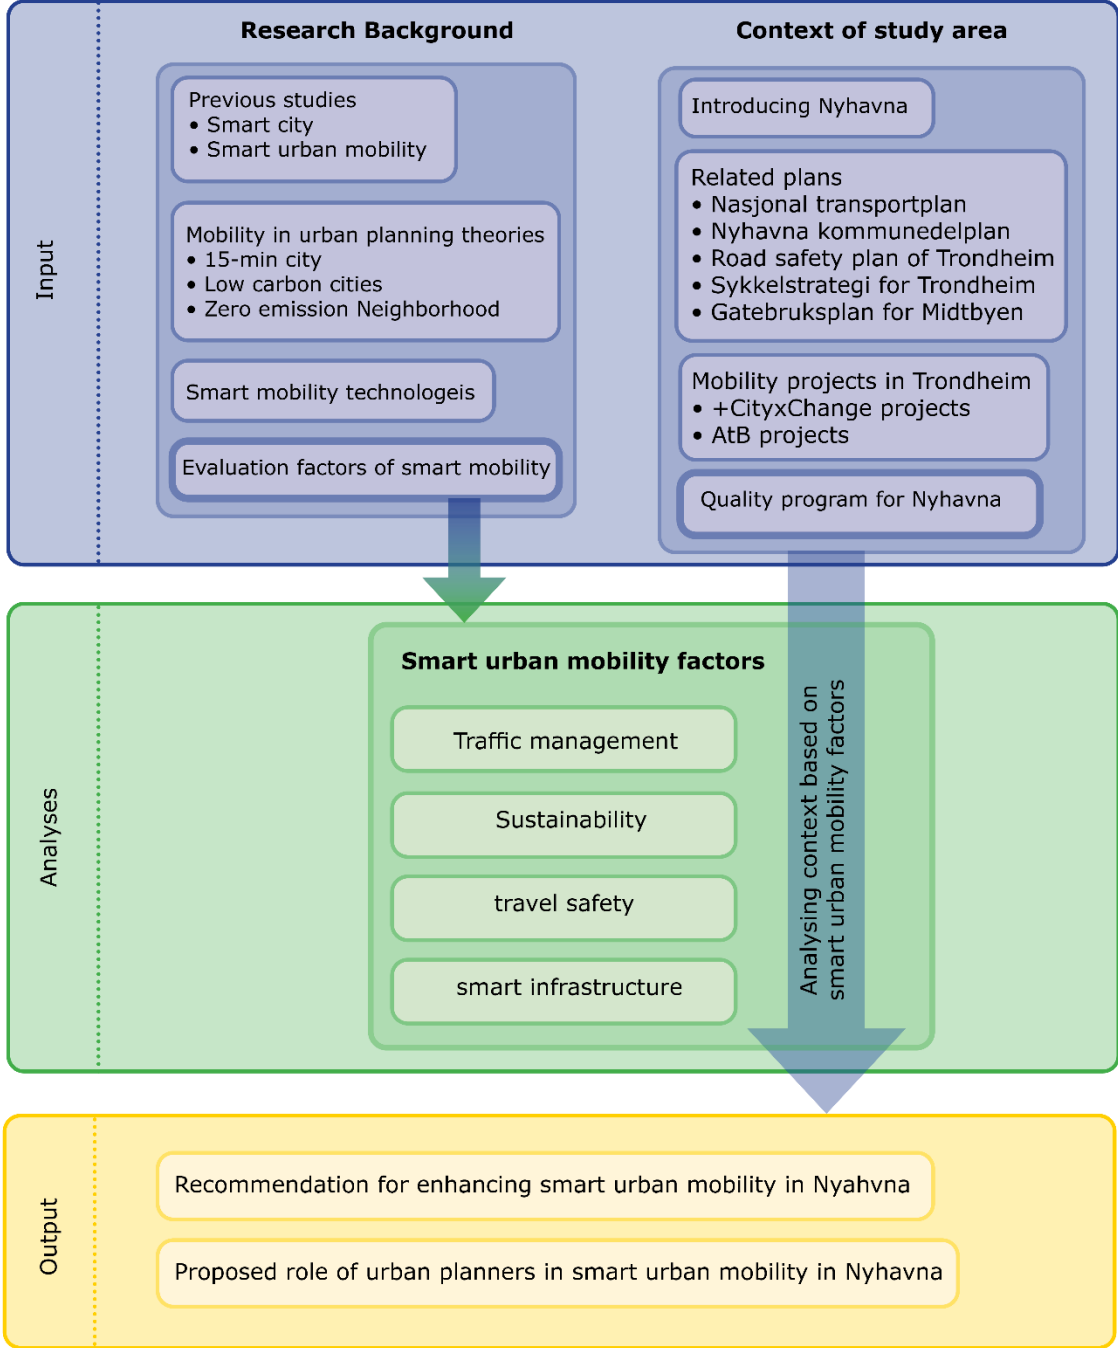 Input
Research Background
Previous studies
• Smart city
• Smart urban mobility
Mobility in urban planning theories
• 15-min city
• Low carbon cities
• Zero emission Neighborhood
Smart mobility technologeis
Evaluation factors of smart mobility
Context of study area
Introducing Nyhavna
Related plans
• Nasjonal transportplan
• Nyhavna kommunedelplan
• Road safety plan of Trondheim
• Sykkelstrategi for Trondheim
• Gatebruksplan for Midtbyen
Mobility projects in Trondheim
• +CityxChange projects
• AtB projects
Quality program for Nyhavna
Analyses
Smart urban mobility factors
Traffic management
Sustainability
travel safety
smart infrastructure
Analysing context based on
smart urban mobility factors
Output
Recommendation for enhancing smart urban mobility in Nyahvna
Proposed role of urban planners in smart urban mobility in Nyhavna